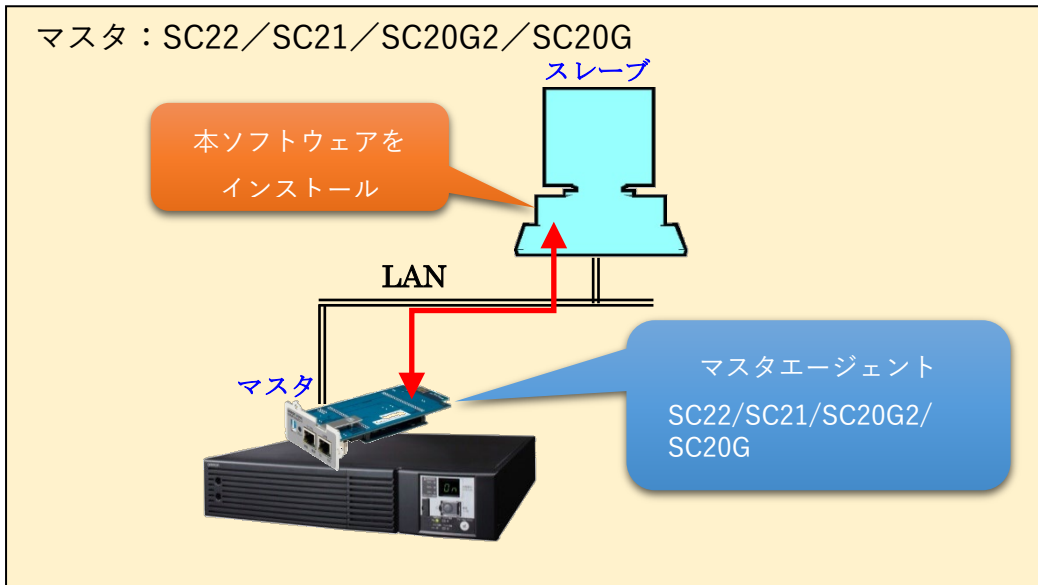 マスタ：SC22／SC21／SC20G2／SC20G
スレーブ
本ソフトウェアを
インストール
LAN
マスタエージェント
マスタ
SC22/SC21/SC20G2/
SC20G